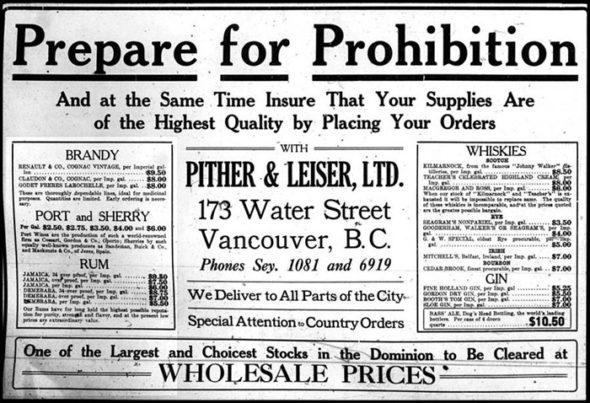 Prepare for Prohibition
And at the Same Time Insure That Your Supplies Are
of the Highest Quality by Placing Your Orders
BRANDY
RENAULT & CO., COGNAC VINTAGE, per Imperial gal-
lon $9.50
CLAUDON & CO., COGNAC, per Imp. gal. $8.00
GODET FRERES LAROCHELLE, per Imp. gal. $8.00
These are thoroughly dependable lines, ideal for medicinal
purposes. Quantities are limited. Early ordering is neces-
sary.
PORT and SHERRY
Per Gal. $2.50, $2.75, $3.50, $4.00 and $6.00
Port Wines are the production of such a world-renowned
firm as Cossart, Gordon & Co., Oporto; Sherries by such
equally well-known producers as Sandeman, Buick & Co.,
and Mackenzie & Co., of Jerez, Spain.
RUM
JAMAICA, 34 over proof, per Imp. gal.
JAMAICA, proof, per Imp. gal. $7.50
JAMAICA, per Imp. gal.
DEMERARA, 34-over proof, per Imp. gal. $8.75
DEMERARA, proof, per Imp. gal. $7.00
DEMERARA, per Imp. gal. $5.50
Our Rums have for long held the highest possible reputa-
tion for purity, strength and flavor, and at the present low
prices are extraordinary value.
WITH
PITHER & LEISER, LTD.
173 Water Street
Vancouver, B.C.
Phones Sey. 1081 and 6919
We Deliver to All Parts of the City
Special Attention to Country Orders
WHISKIES
SCOTCH
KILMARNOCK, from the famous "Johnny Walker" dis-
tilleries, per Imp. gal. $8.50
TEACHER'S CELEBRATED HIGHLAND CREAM,
Imp. gal. $8.00
MACGREGOR AND ROSS, per Imp. gal. $6.00
When our stock of "Kilmarnock" and "Teacher's" is ex-
hausted it will be impossible to replace same. The quality
of these whiskies is incomparable, and at the prices quoted
are the greatest possible bargain.
RYE
SEAGRAM'S NONPARIEL, per Imp. gal. $3.50
GOODERHAM, WALKER'S OR SEAGRAM'S, per Imp.
gal. $4.00
G. & W. SPECIAL, oldest Rye procurable, per Imp.
gal. $5.00
IRISH
MITCHELL'S, Belfast, Ireland, per Imp. gal. $7.00
BOURBON
CEDAR BROOK, finest procurable, per Imp. gal. $7.00
GIN
FINE HOLLAND GIN, per Imp. gal. $5.25
GORDON DRY GIN, per Imp. gal. $5.50
BOOTH'S TOM GIN, per Imp. gal. $7.00
SLOE GIN, per Imp. gal. $7.00
BASS' ALE, Dog's Head Bottling, the world's leading
bottlers. Per case of 4 dozen
quarts $10.50
One of the Largest and Choicest Stocks in the Dominion to Be Cleared at
WHOLESALE PRICES